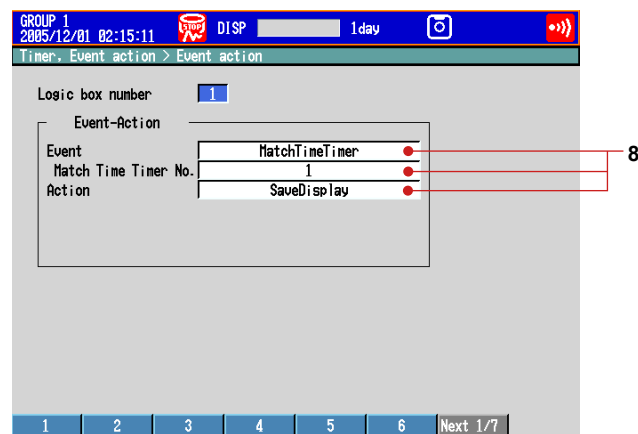 GROUP 1
2005/12/01 02:15:11 STOP DISP 1day
Timer, Event action > Event action
Logic box number 1
Event-Action
Event MatchTimeTimer
Match Time Timer No. 1
Action SaveDisplay
8
1 2 3 4 5 6 Next 1/7